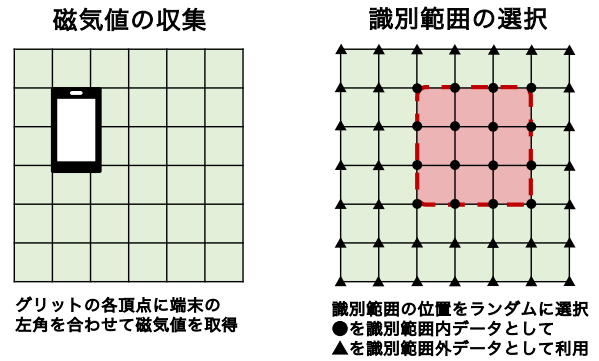 磁気値の収集
グリットの各頂点に端末の
左角を合わせて磁気値を取得
識別範囲の選択
識別範囲の位置をランダムに選択
●を識別範囲内データとして
▲を識別範囲外データとして利用